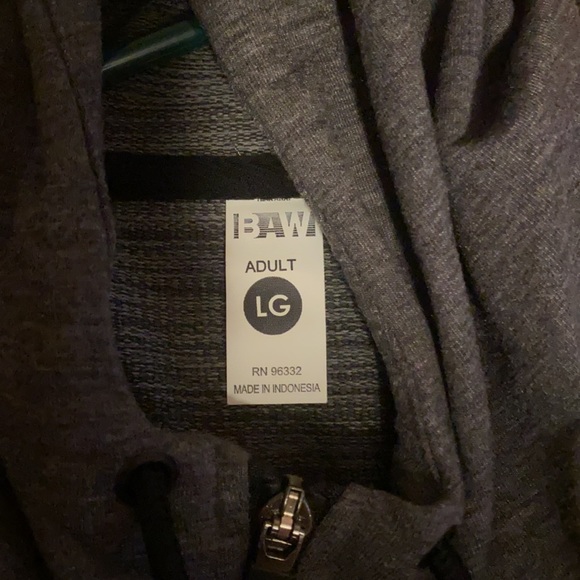 BAW
ADULT
LG
RN 96332
MADE IN INDONESIA